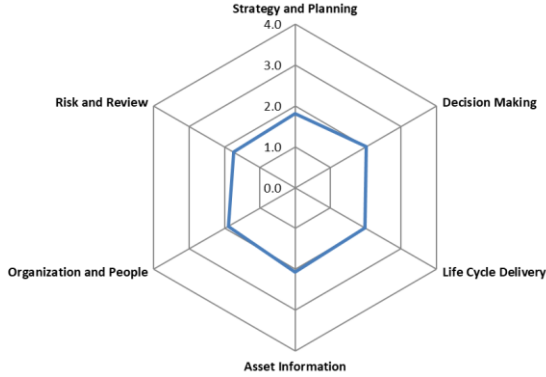 Strategy and Planning
4.0
3.0
Risk and Review
2.0
Decision Making
1.0
0.0
Organization and People
Life Cycle Delivery
Asset Information